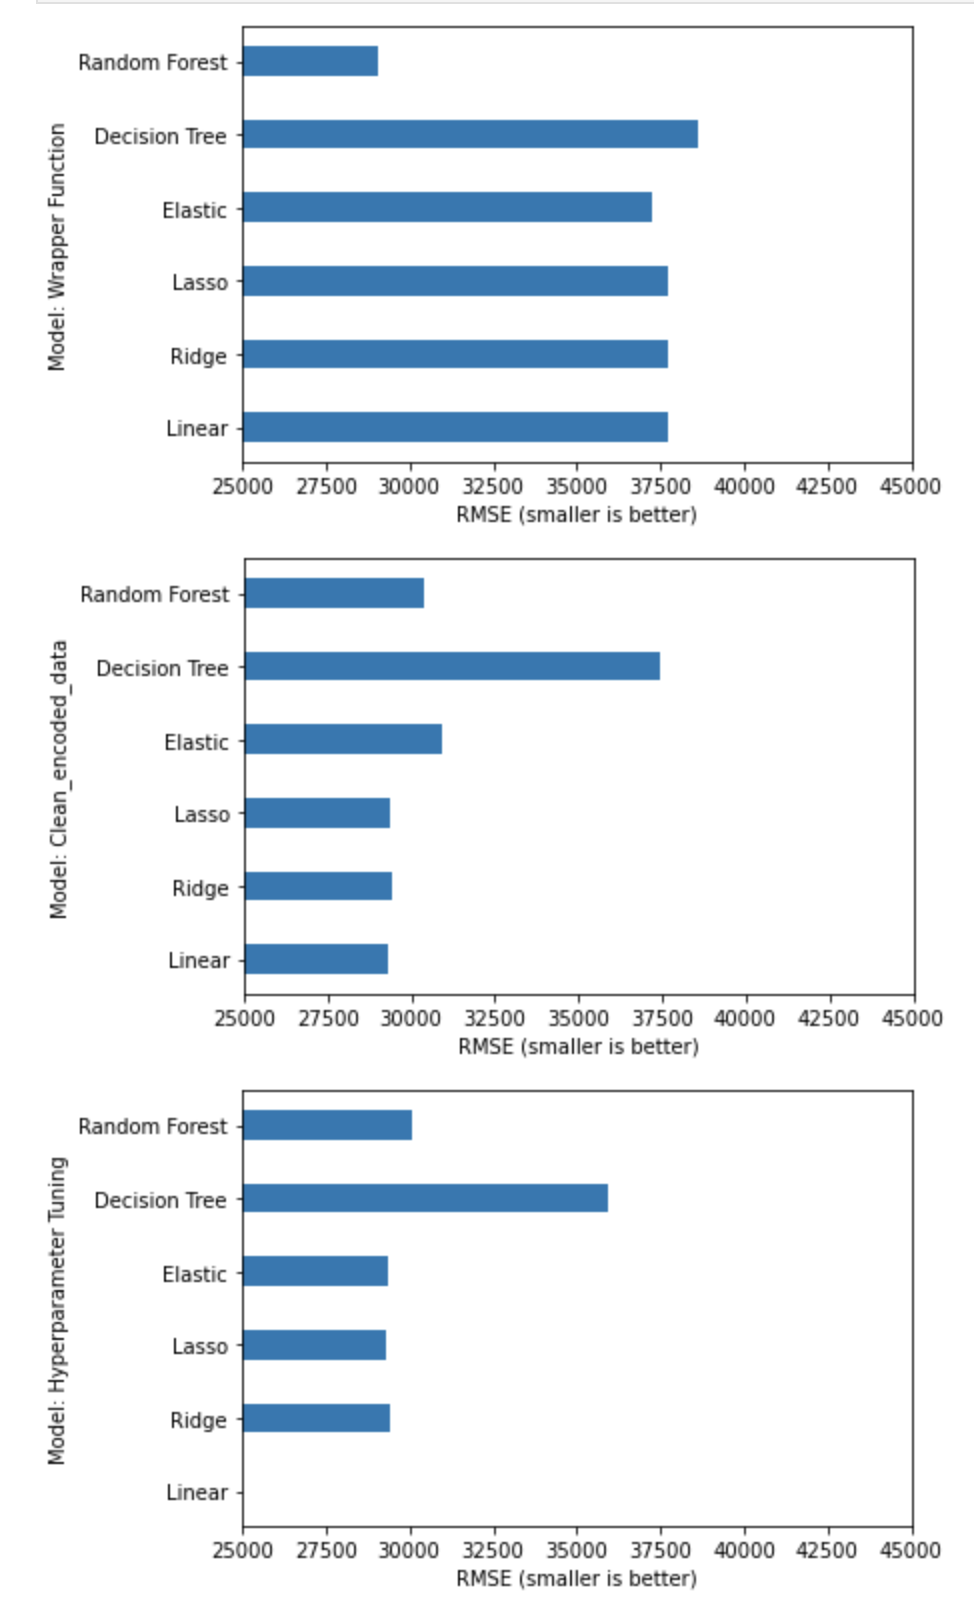 Model: Wrapper Function
Random Forest
Decision Tree
Elastic
Lasso
Ridge
Linear
25000 27500 30000 32500 35000 37500 40000 42500 45000
RMSE (smaller is better)
Model: Clean_encoded_data
Random Forest
Decision Tree
Elastic
Lasso
Ridge
Linear
25000 27500 30000 32500 35000 37500 40000 42500 45000
RMSE (smaller is better)
Model: Hyperparameter Tuning
Random Forest
Decision Tree
Elastic
Lasso
Ridge
Linear
25000 27500 30000 32500 35000 37500 40000 42500 45000
RMSE (smaller is better)